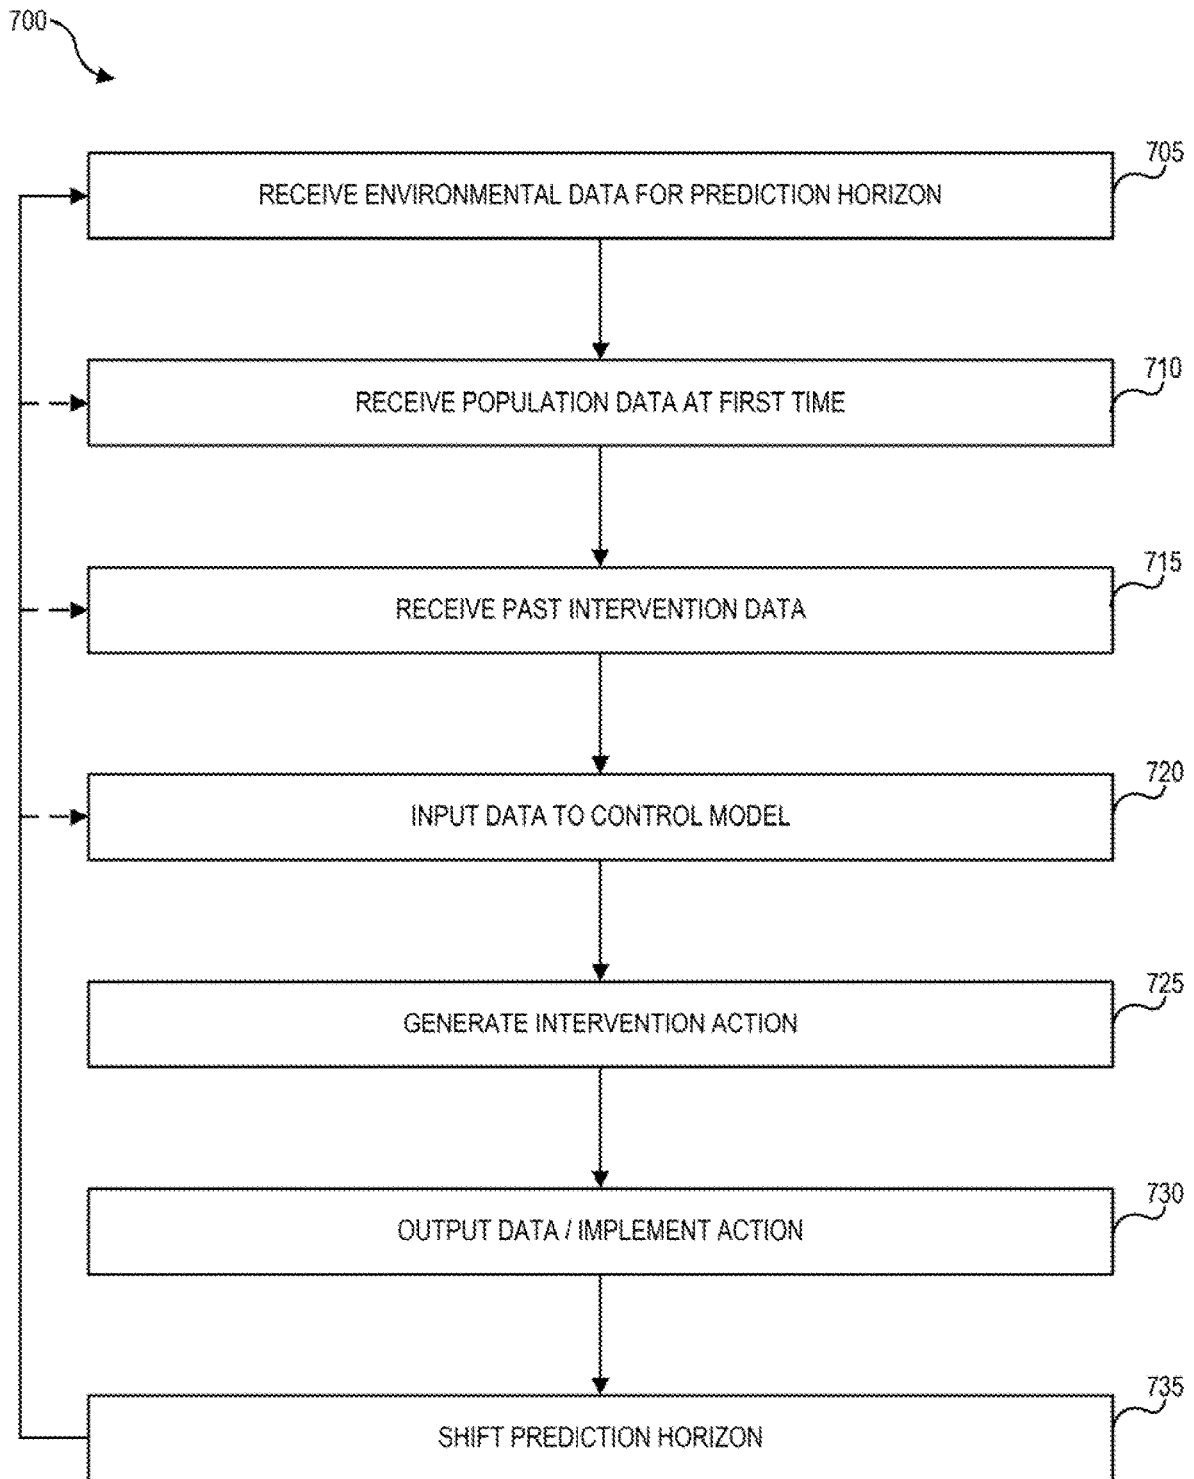 700
705
RECEIVE ENVIRONMENTAL DATA FOR PREDICTION HORIZON
710
RECEIVE POPULATION DATA AT FIRST TIME
715
RECEIVE PAST INTERVENTION DATA
720
INPUT DATA TO CONTROL MODEL
725
GENERATE INTERVENTION ACTION
730
OUTPUT DATA / IMPLEMENT ACTION
735
SHIFT PREDICTION HORIZON